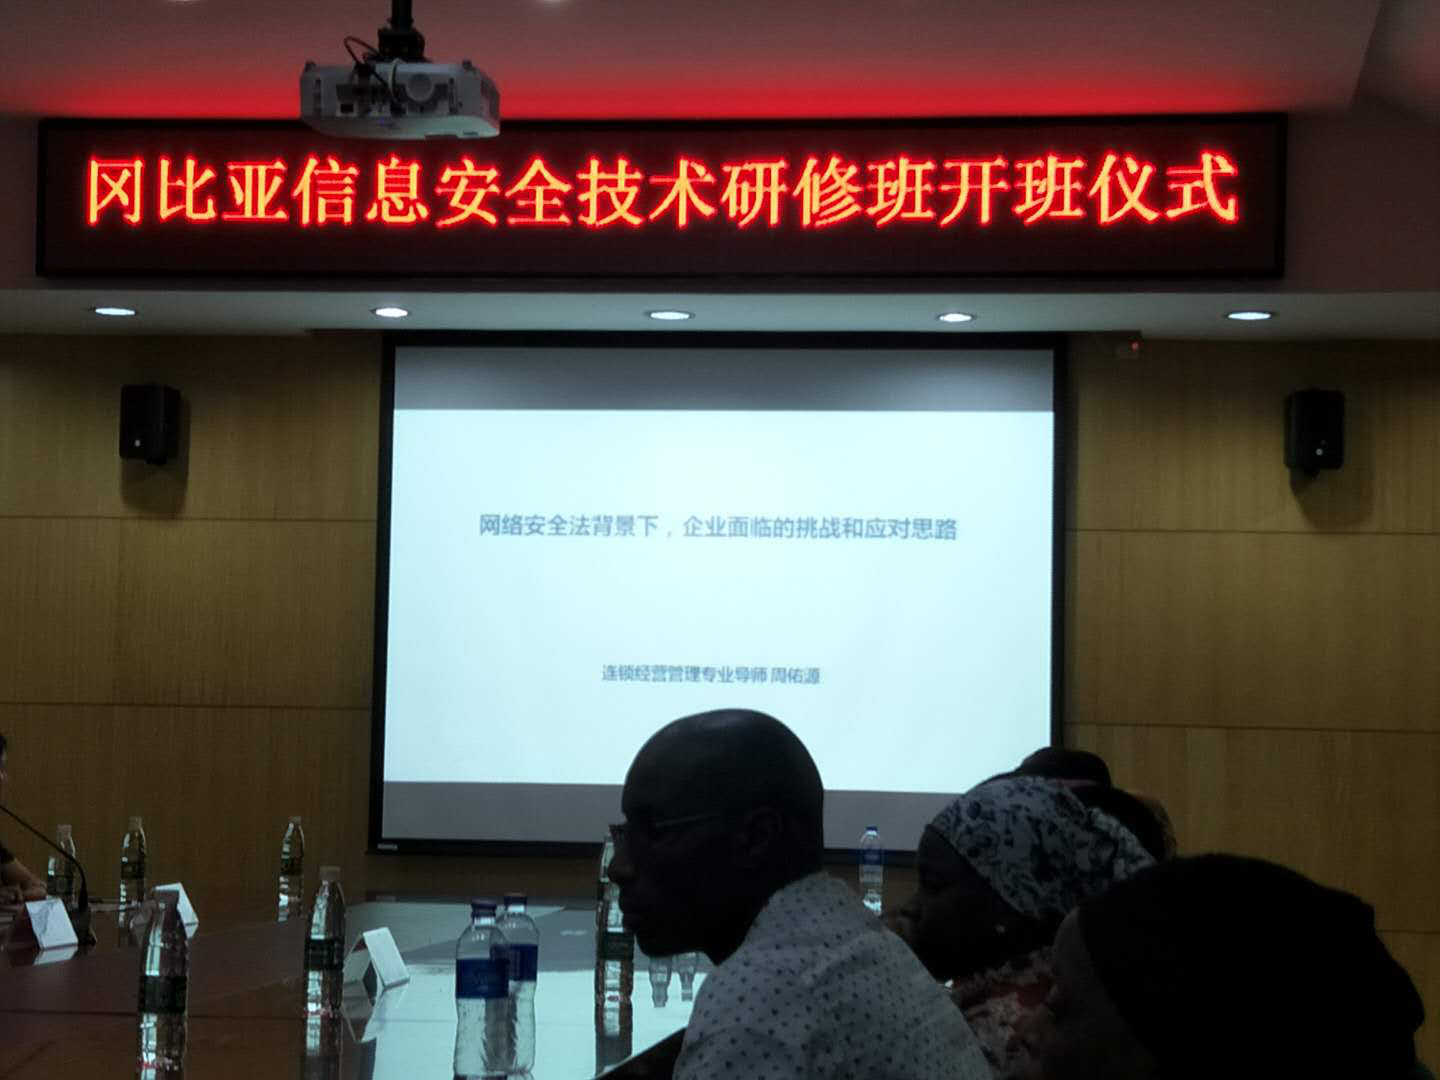 冈比亚信息安全技术研修班开班仪式
网络安全法背景下，企业面临的挑战和应对思路
连锁经营管理专业导师 周佑源